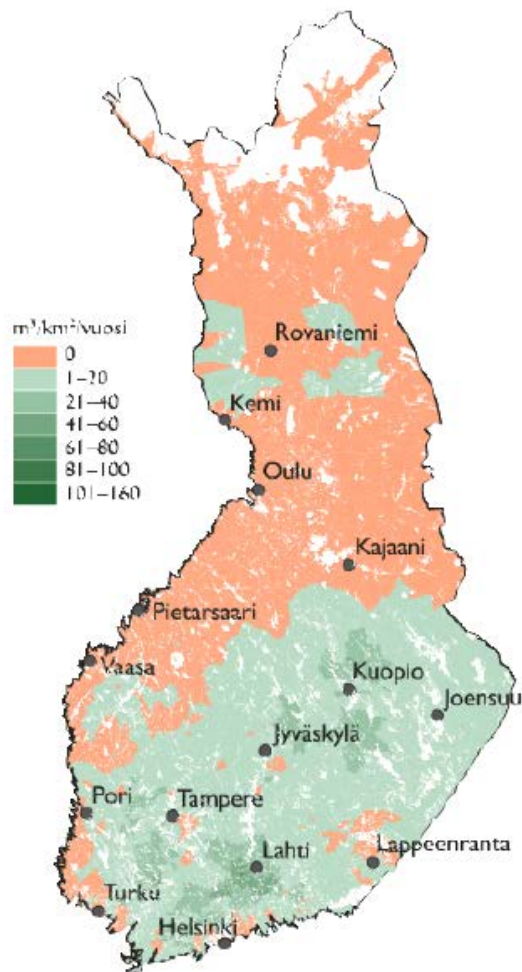 m³/km²/vuosi
0
1–20
21–40
41–60
61–80
81–100
101–160
Rovaniemi
Kemi
Oulu
Kajaani
Pietarsaari
Vaasa
Kuopio
Joensuu
Jyväskylä
Pori
Tampere
Lahti
Lappeenranta
Turku
Helsinki